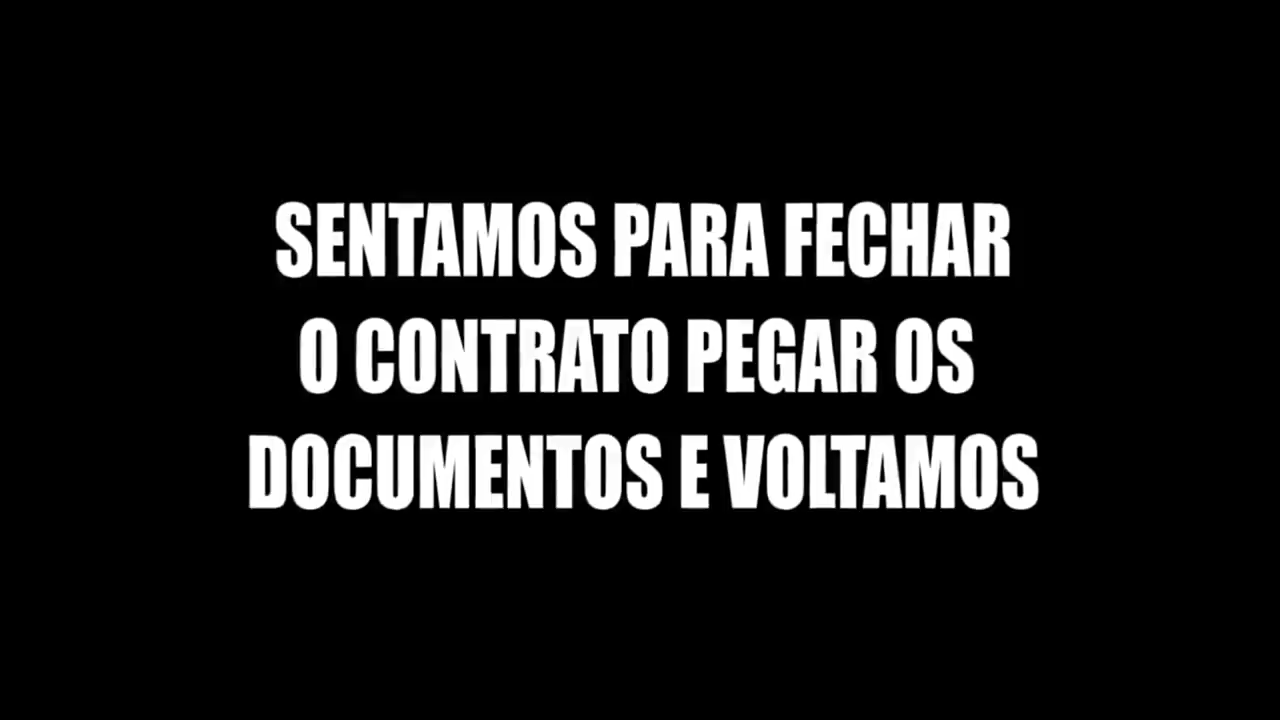 SENTAMOS PARA FECHAR
O CONTRATO PEGAR OS
DOCUMENTOS E VOLTAMOS